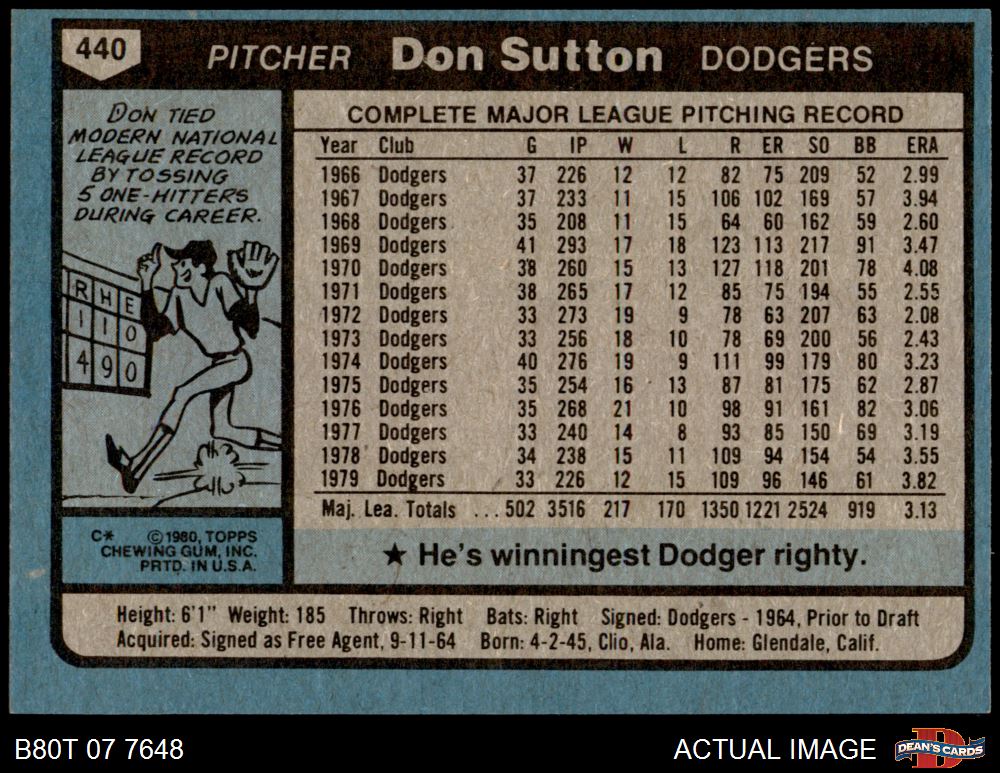 440 PITCHER Don Sutton DODGERS
DON TIED
MODERN NATIONAL
LEAGUE RECORD
BY TOSSING
5 ONE-HITTERS
DURING CAREER.
R H E
1 1 0
4 9 0
C* ©1980, TOPPS
CHEWING GUM, INC.
PRTD. IN U.S.A.
COMPLETE MAJOR LEAGUE PITCHING RECORD
Year Club G IP W L R ER SO BB ERA
1966 Dodgers 37 226 12 12 82 75 209 52 2.99
1967 Dodgers 37 233 11 15 106 102 169 57 3.94
1968 Dodgers 35 208 11 15 64 60 162 59 2.60
1969 Dodgers 41 293 17 18 123 113 217 91 3.47
1970 Dodgers 38 260 15 13 127 118 201 78 4.08
1971 Dodgers 38 265 17 12 85 75 194 55 2.55
1972 Dodgers 33 273 19 9 78 63 207 63 2.08
1973 Dodgers 33 256 18 10 78 69 200 56 2.43
1974 Dodgers 40 276 19 9 111 99 179 80 3.23
1975 Dodgers 35 254 16 13 87 81 175 62 2.87
1976 Dodgers 35 268 21 10 98 91 161 82 3.06
1977 Dodgers 33 240 14 8 93 85 150 69 3.19
1978 Dodgers 34 238 15 11 109 94 154 54 3.55
1979 Dodgers 33 226 12 15 109 96 146 61 3.82
Maj. Lea. Totals ... 502 3516 217 170 1350 1221 2524 919 3.13
★ He's winningest Dodger righty.
Height: 6'1" Weight: 185 Throws: Right Bats: Right Signed: Dodgers - 1964, Prior to Draft
Acquired: Signed as Free Agent, 9-11-64 Born: 4-2-45, Clio, Ala. Home: Glendale, Calif.
B80T 07 7648 ACTUAL IMAGE DEAN'S CARDS